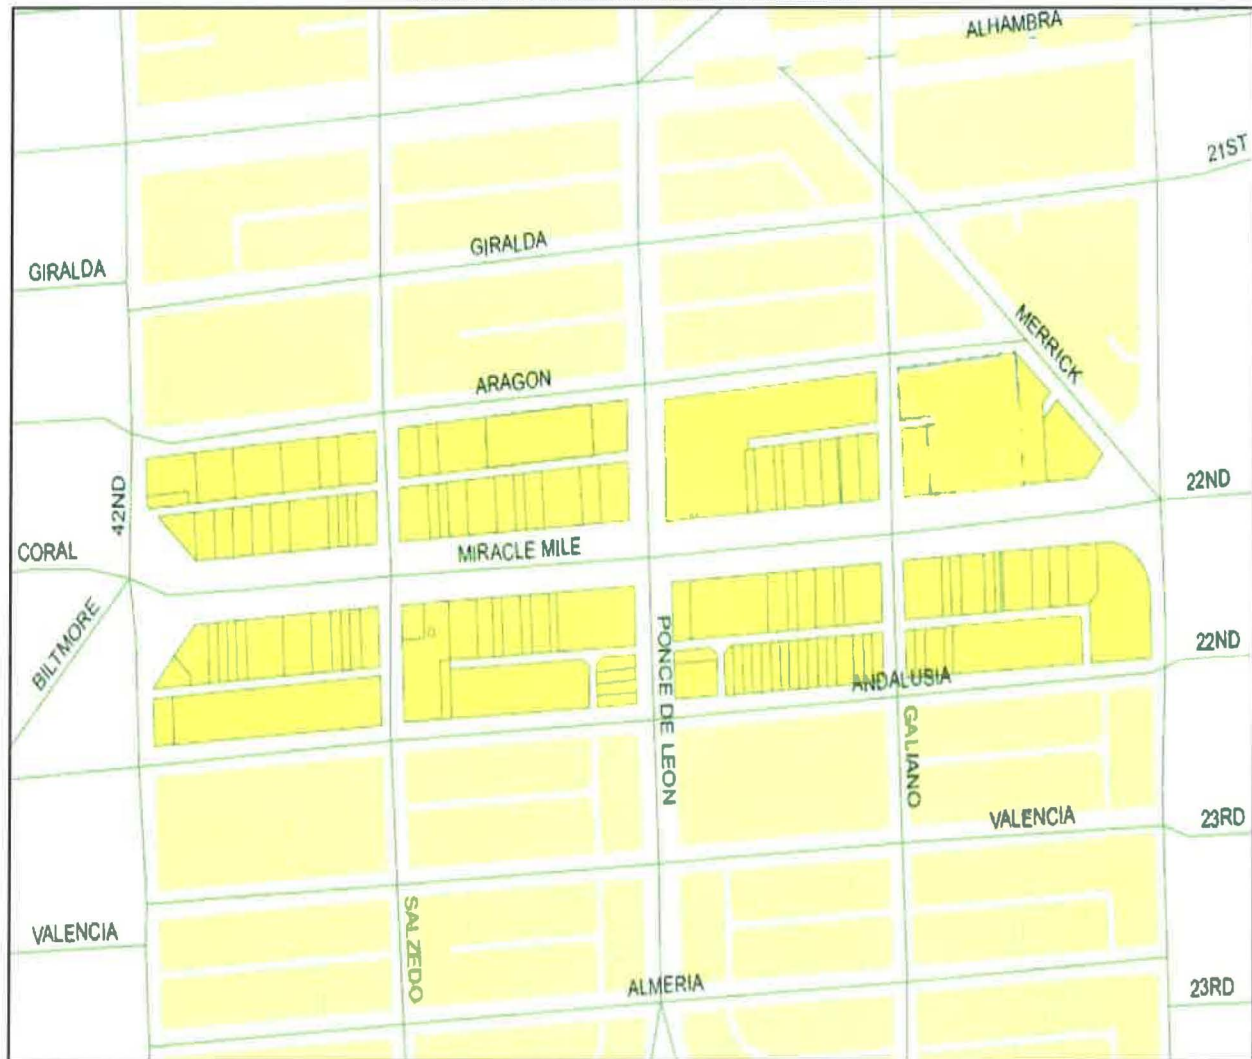 ALHAMBRA
21ST
GIRALDA
GIRALDA
MERRICK
ARAGON
42ND
22ND
CORAL
MIRACLE MILE
BILTMORE
PONCE DE LEON
22ND
ANDALUSIA
GALIANO
VALENCIA
23RD
SALZEDO
VALENCIA
ALMERIA
23RD